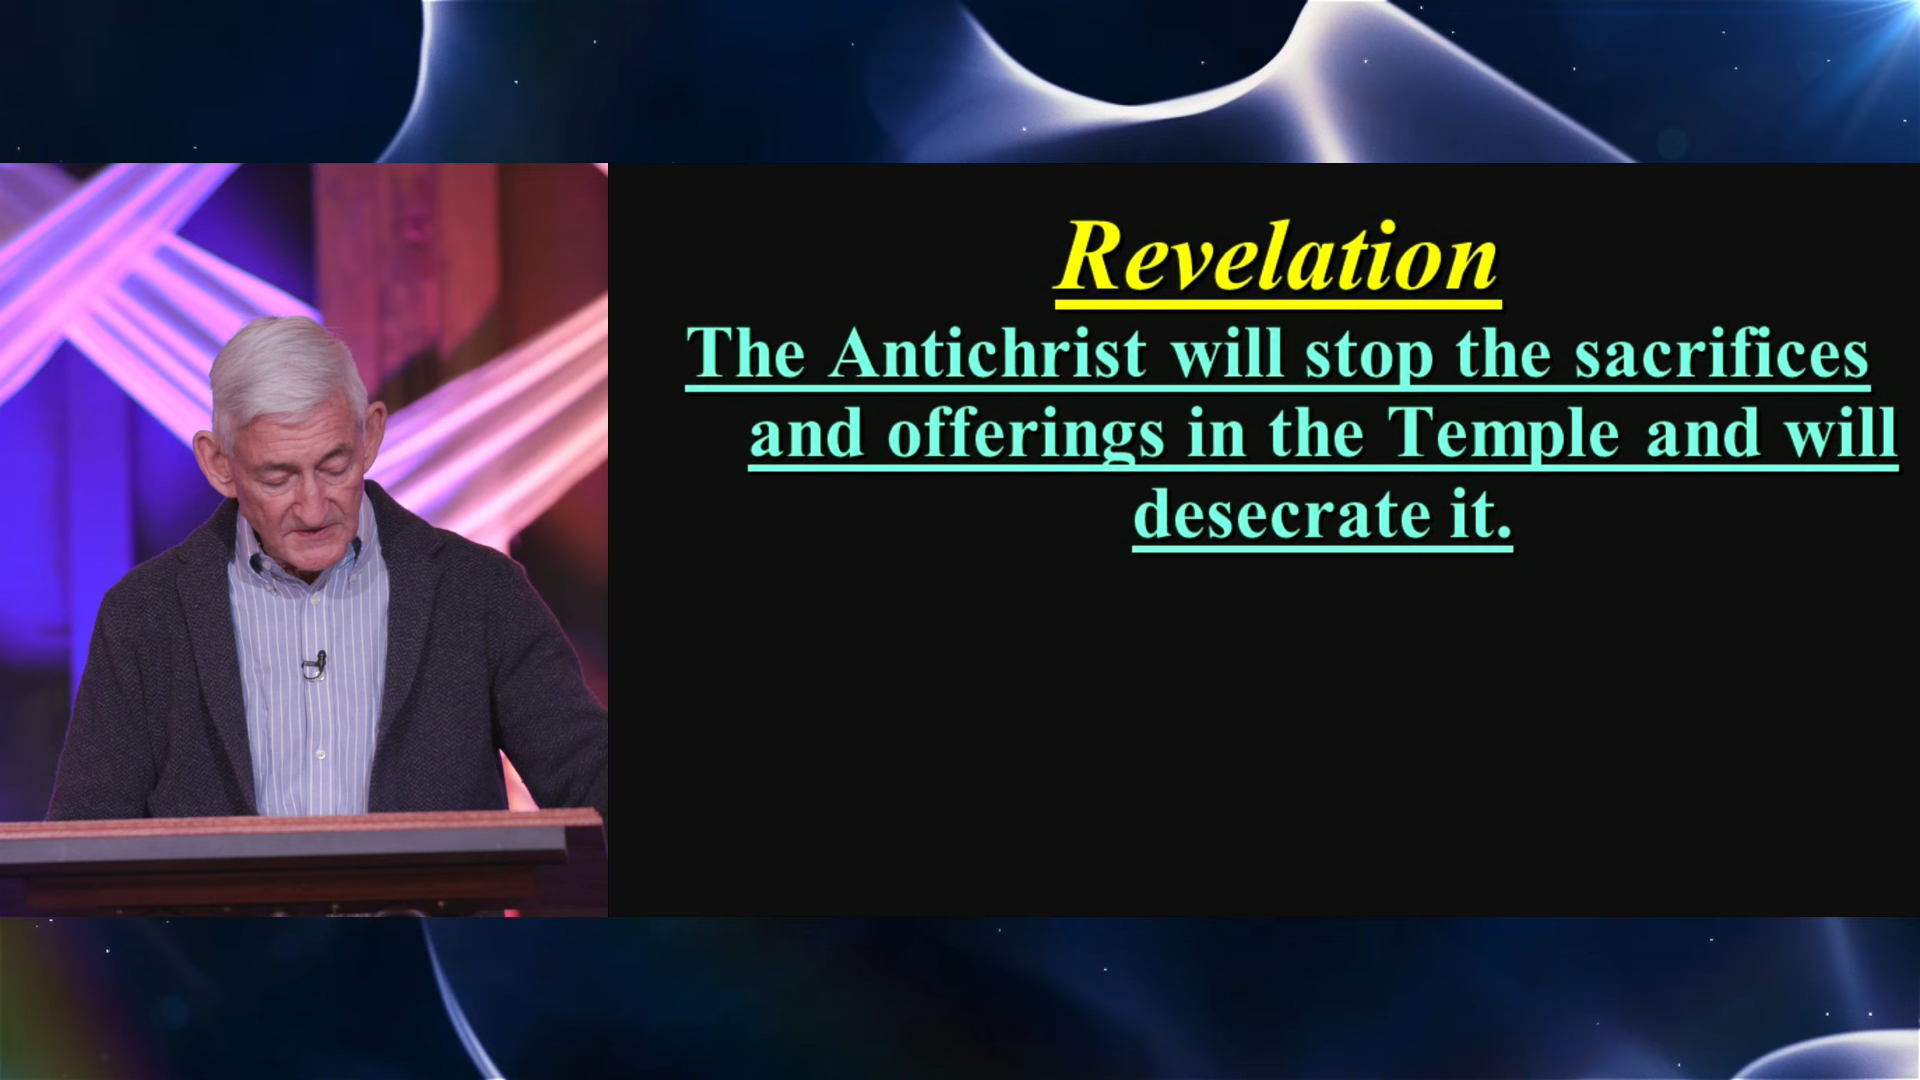 Revelation
The Antichrist will stop the sacrifices
and offerings in the Temple and will
desecrate it.